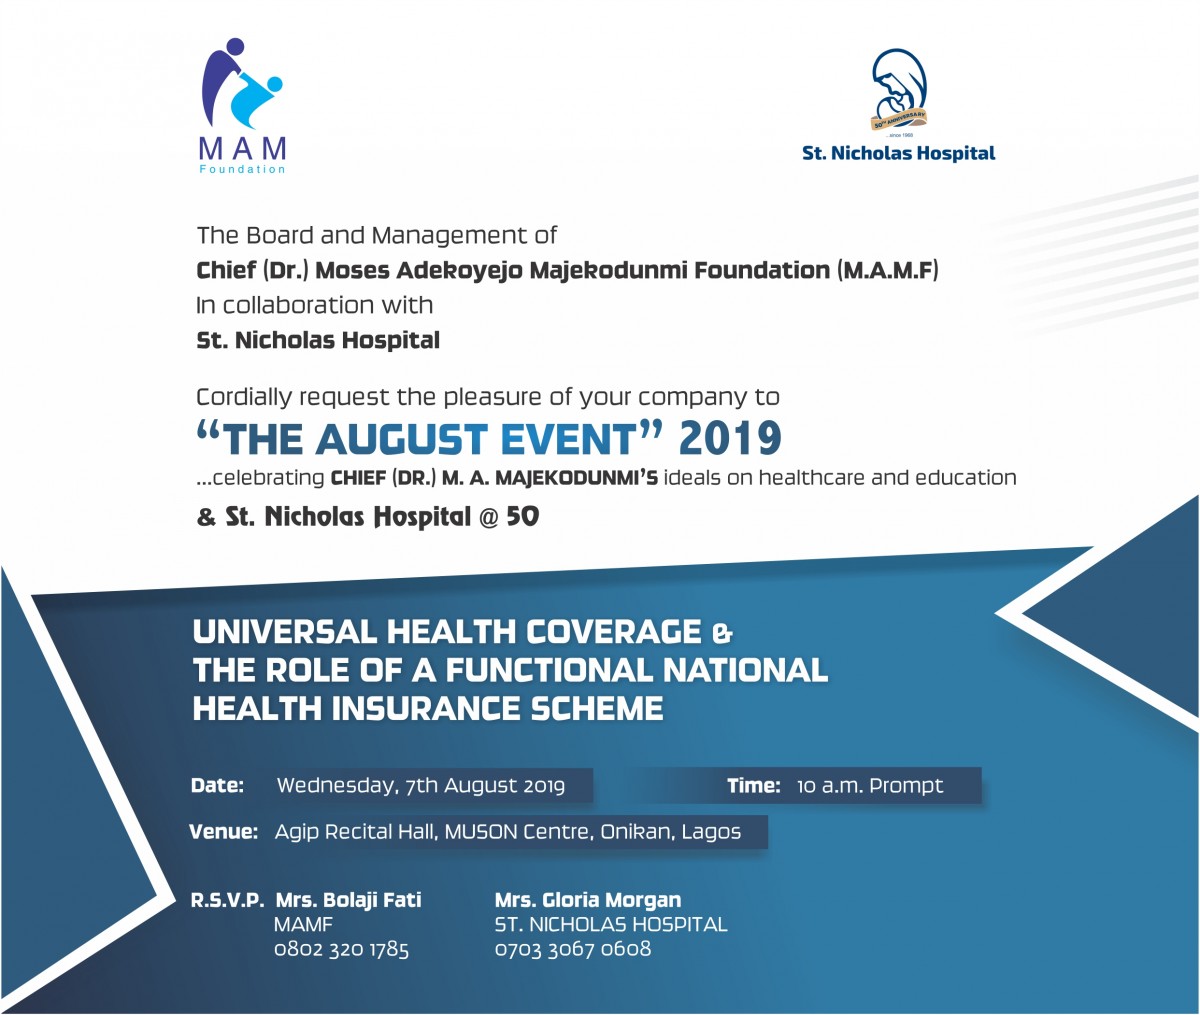 MAM
Foundation
50TH ANNIVERSARY
...since 1968
St. Nicholas Hospital
The Board and Management of
Chief (Dr.) Moses Adekoyejo Majekodunmi Foundation (M.A.M.F)
In collaboration with
St. Nicholas Hospital
Cordially request the pleasure of your company to
“THE AUGUST EVENT” 2019
...celebrating CHIEF (DR.) M. A. MAJEKODUNMI’S ideals on healthcare and education
& St. Nicholas Hospital @ 50
UNIVERSAL HEALTH COVERAGE &
THE ROLE OF A FUNCTIONAL NATIONAL
HEALTH INSURANCE SCHEME
Date: Wednesday, 7th August 2019 Time: 10 a.m. Prompt
Venue: Agip Recital Hall, MUSON Centre, Onikan, Lagos
R.S.V.P. Mrs. Bolaji Fati Mrs. Gloria Morgan
MAMF ST. NICHOLAS HOSPITAL
0802 320 1785 0703 3067 0608